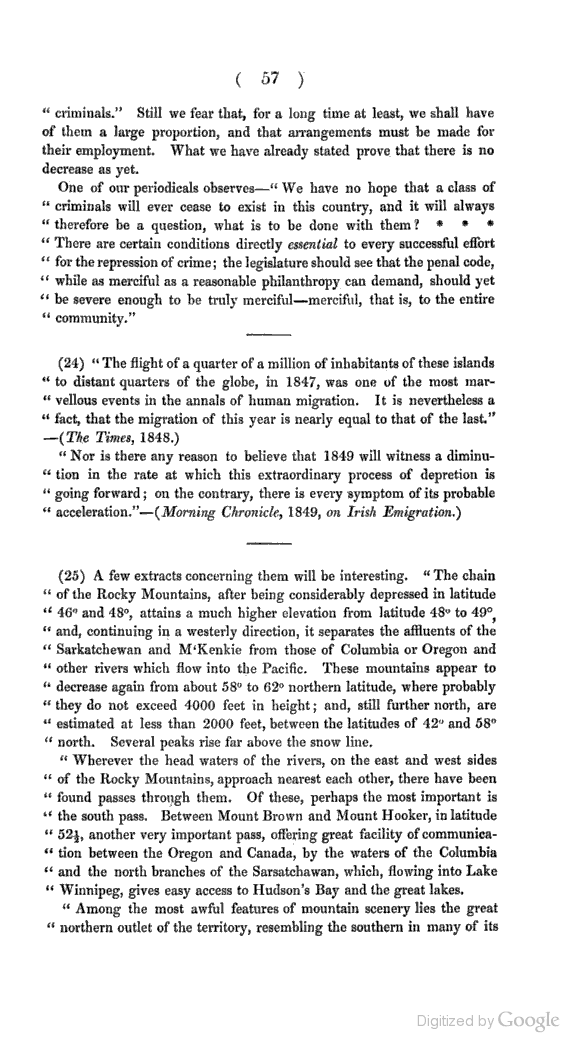 ( 57 )
“ criminals.” Still we fear that, for a long time at least, we shall have
of them a large proportion, and that arrangements must be made for
their employment. What we have already stated prove that there is no
decrease as yet.
One of our periodicals observes—“ We have no hope that a class of
“ criminals will ever cease to exist in this country, and it will always
“ therefore be a question, what is to be done with them? * * *
“ There are certain conditions directly essential to every successful effort
“ for the repression of crime; the legislature should see that the penal code,
“ while as merciful as a reasonable philanthropy can demand, should yet
“ be severe enough to be truly merciful—merciful, that is, to the entire
“ community.”
(24) “ The flight of a quarter of a million of inhabitants of these islands
“ to distant quarters of the globe, in 1847, was one of the most mar-
“ vellous events in the annals of human migration. It is nevertheless a
“ fact, that the migration of this year is nearly equal to that of the last.”
—(The Times, 1848.)
“ Nor is there any reason to believe that 1849 will witness a diminu-
“ tion in the rate at which this extraordinary process of depretion is
“ going forward; on the contrary, there is every symptom of its probable
“ acceleration.”—(Morning Chronicle, 1849, on Irish Emigration.)
(25) A few extracts concerning them will be interesting. “ The chain
“ of the Rocky Mountains, after being considerably depressed in latitude
“ 46° and 48°, attains a much higher elevation from latitude 48° to 49°,
“ and, continuing in a westerly direction, it separates the affluents of the
“ Sarkatchewan and M‘Kenkie from those of Columbia or Oregon and
“ other rivers which flow into the Pacific. These mountains appear to
“ decrease again from about 58° to 62° northern latitude, where probably
“ they do not exceed 4000 feet in height; and, still further north, are
“ estimated at less than 2000 feet, between the latitudes of 42° and 58°
“ north. Several peaks rise far above the snow line.
“ Wherever the head waters of the rivers, on the east and west sides
“ of the Rocky Mountains, approach nearest each other, there have been
“ found passes through them. Of these, perhaps the most important is
“ the south pass. Between Mount Brown and Mount Hooker, in latitude
“ 52½, another very important pass, offering great facility of communica-
“ tion between the Oregon and Canada, by the waters of the Columbia
“ and the north branches of the Sarsatchawan, which, flowing into Lake
“ Winnipeg, gives easy access to Hudson's Bay and the great lakes.
“ Among the most awful features of mountain scenery lies the great
“ northern outlet of the territory, resembling the southern in many of its
Digitized by Google